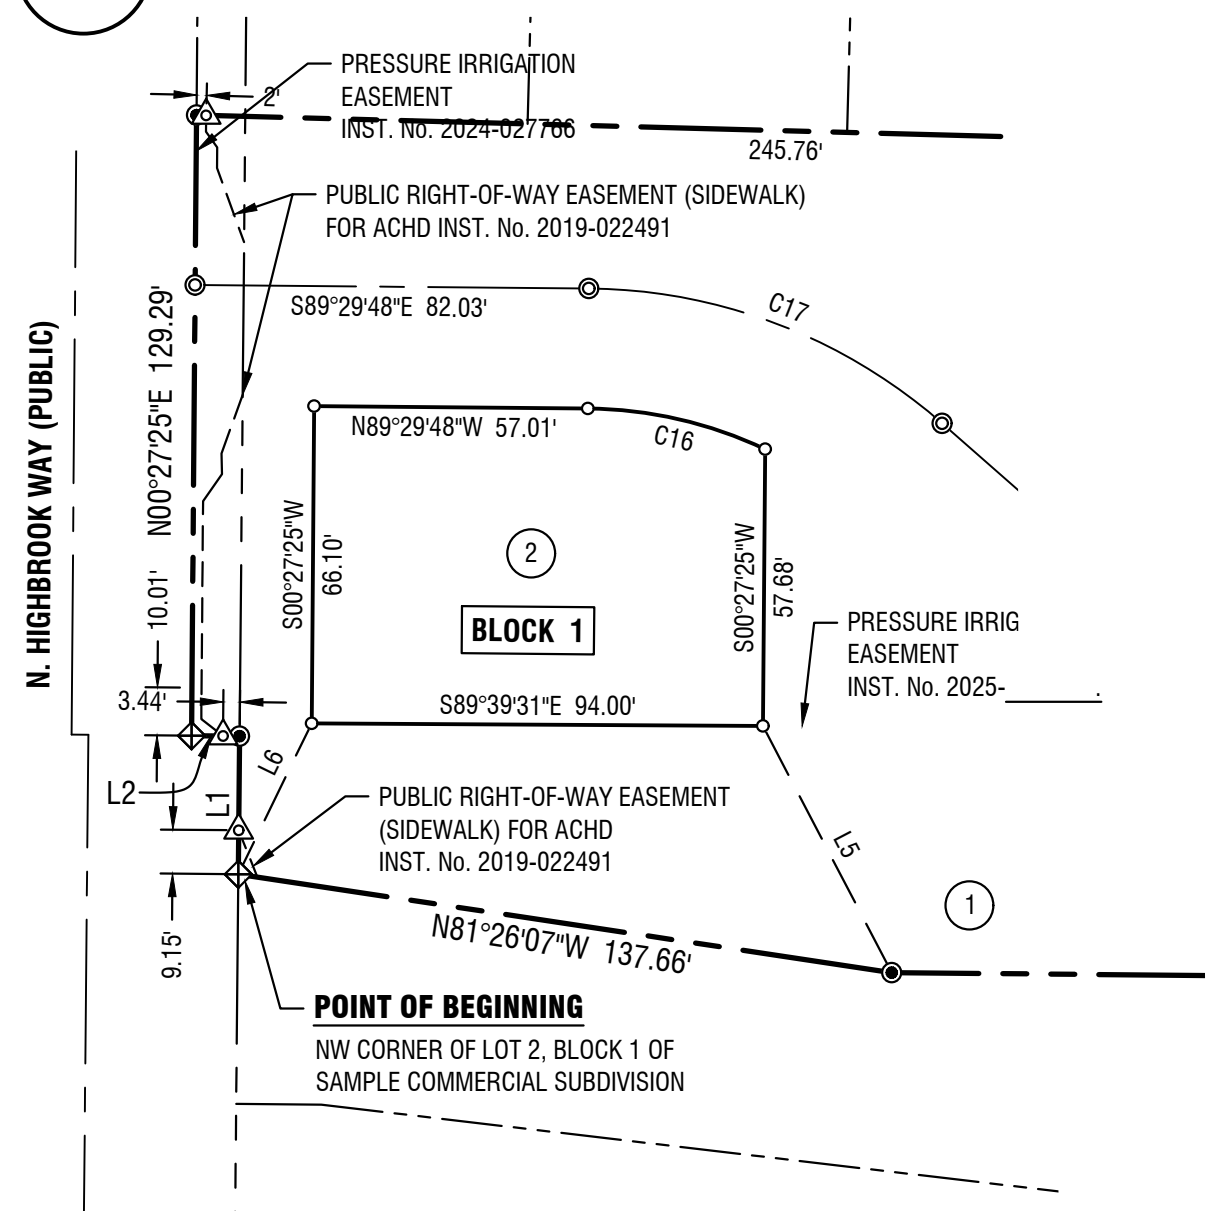 PRESSURE IRRIGATION
EASEMENT
INST. No. 2024-027766
2'
245.76'
PUBLIC RIGHT-OF-WAY EASEMENT (SIDEWALK)
FOR ACHD INST. No. 2019-022491
S89°29'48"E 82.03'
C17
N00°27'25"E 129.29'
N. HIGHBROOK WAY (PUBLIC)
N89°29'48"W 57.01'
C16
S00°27'25"W
66.10'
2
BLOCK 1
S00°27'25"W
57.68'
10.01'
PRESSURE IRRIG
EASEMENT
INST. No. 2025-________.
3.44'
S89°39'31"E 94.00'
L6
L2
L1
PUBLIC RIGHT-OF-WAY EASEMENT
(SIDEWALK) FOR ACHD
INST. No. 2019-022491
L5
1
9.15'
N81°26'07"W 137.66'
POINT OF BEGINNING
NW CORNER OF LOT 2, BLOCK 1 OF
SAMPLE COMMERCIAL SUBDIVISION